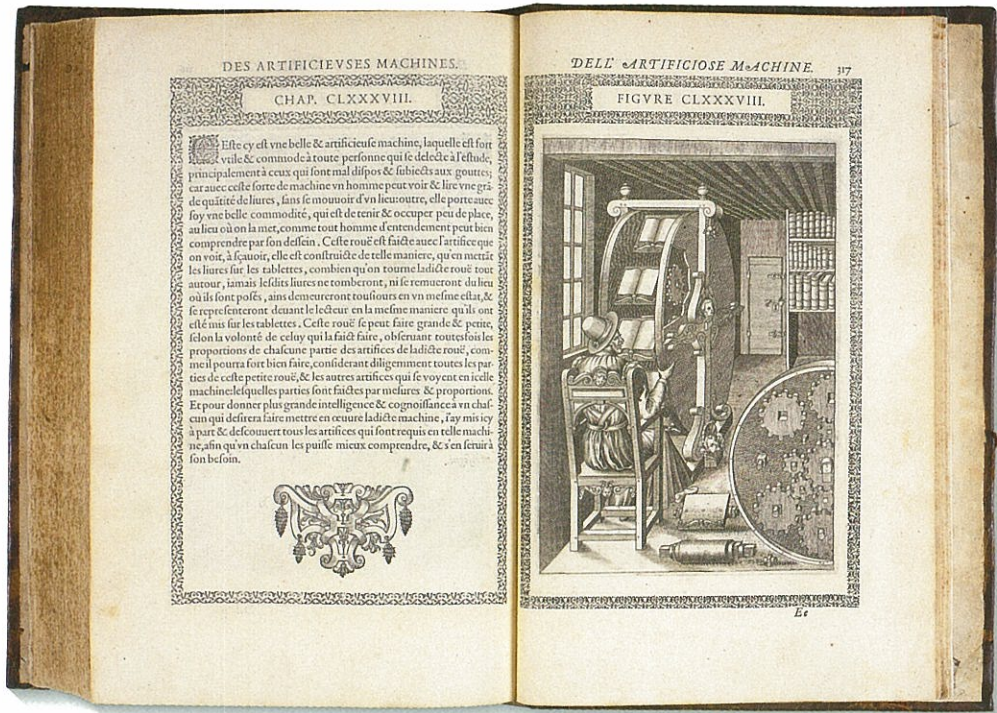 DES ARTIFICIEVSES MACHINES.
CHAP. CLXXXVIII.
CEste cy est vne belle & artificieuse machine, laquelle est fort
vtile & commode à toute personne qui se delecte à l'estude,
principalement à ceux qui sont mal dispos & subiects aux gouttes;
car auec ceste sorte de machine vn homme peut voir & lire vne grã-
de quãtité de liures, sans se mouuoir d'vn lieu:outre, elle porte auec
soy vne belle commodité, qui est de tenir & occuper peu de place,
au lieu où on la met, comme tout homme d'entendement peut bien
comprendre par son dessein. Ceste rouë est faicte auec l'artifice que
on voit, à sçauoir, elle est construicte de telle maniere, qu'en mettãt
les liures sur les tablettes, combien qu'on tourne ladicte rouë tout
autour, iamais lesdits liures ne tomberont, ni se remueront du lieu
où ils sont posés, ains demeureront tousiours en vn mesme estat, &
se representeront deuant le lecteur en la mesme maniere qu'ils ont
esté mis sur les tablettes. Ceste rouë se peut faire grande & petite,
selon la volonté de celuy qui la faict faire, obseruant toutesfois les
proportions de chascune partie des artifices de ladicte rouë, com-
me il pourra fort bien faire, considerant diligemment toutes les par-
ties de ceste petite rouë, & les autres artifices qui se voyent en icelle
machine:lesquelles parties sont faictes par mesures & proportions.
Et pour donner plus grande intelligence & cognoissance à vn chas-
cun qui desirera faire mettre en œuure ladicte machine, i'ay mis icy
à part & descouuert tous les artifices qui sont requis en telle machi-
ne, afin qu'vn chascun les puisse mieux comprendre, & s'en seruir à
son besoin.
DELL' ARTIFICIOSE MACHINE. 317
FIGVRE CLXXXVIII.
Ee